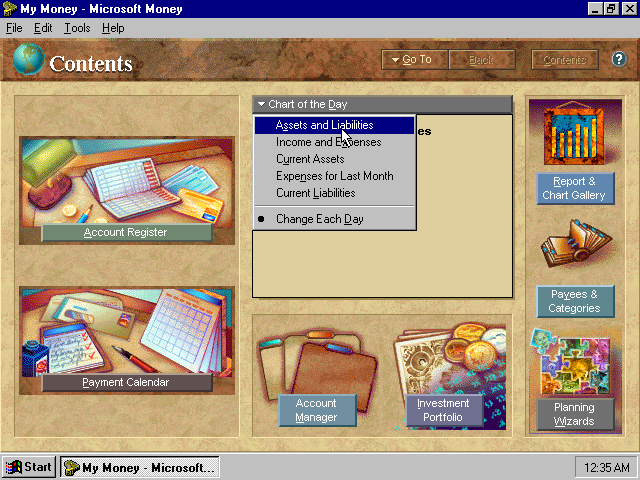 My Money - Microsoft Money
File Edit Tools Help
Contents
Go To Back Contents ?
Chart of the Day
Assets and Liabilities
Income and Expenses
Current Assets
Expenses for Last Month
Current Liabilities
Change Each Day
es
Account Register
Payment Calendar
Account
Manager
Investment
Portfolio
Report &
Chart Gallery
Payees &
Categories
Planning
Wizards
Start My Money - Microsoft... 12:35 AM